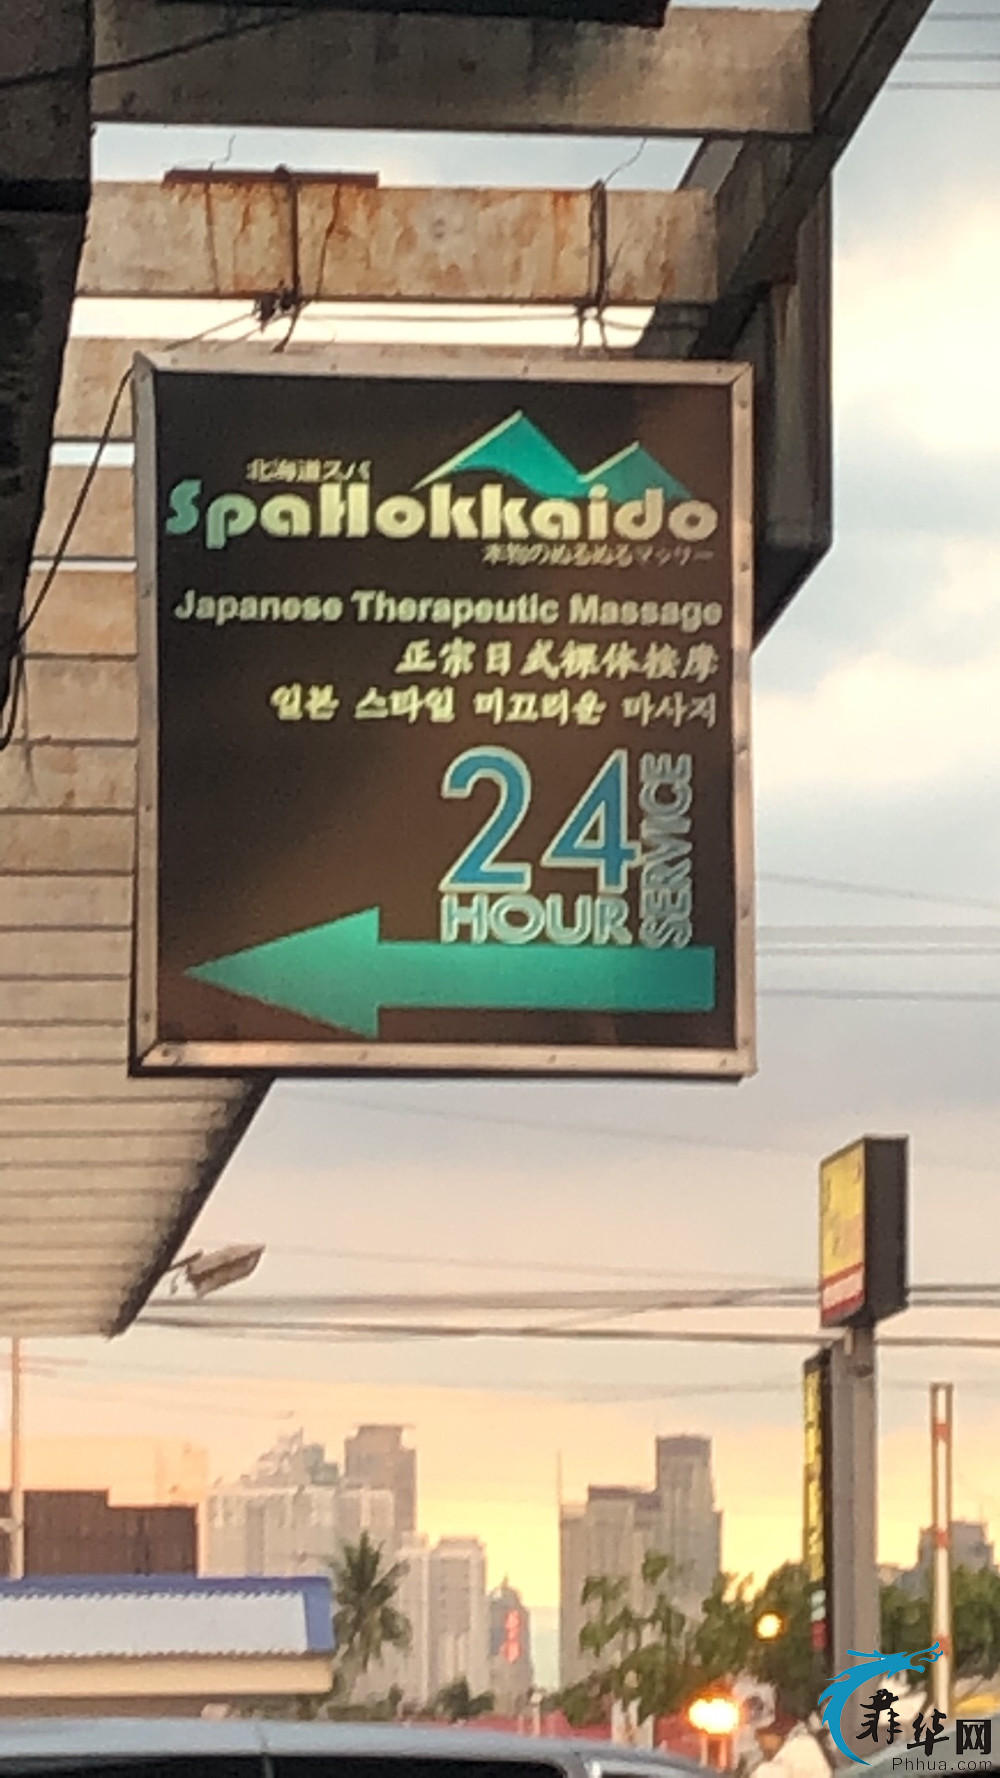 北海道スパ
SpaHokkaido
本物のぬるぬるマッサー
Japanese Therapeutic Massage
正宗日式裸体按摩
일본 스타일 미끄러운 마사지
24
HOUR
SERVICE
菲华网
Phhua.com